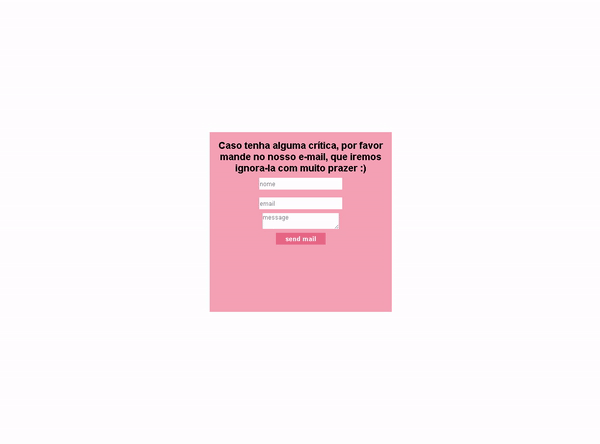 Caso tenha alguma crítica, por favor
mande no nosso e-mail, que iremos
ignora-la com muito prazer :)
nome
email
message
send mail